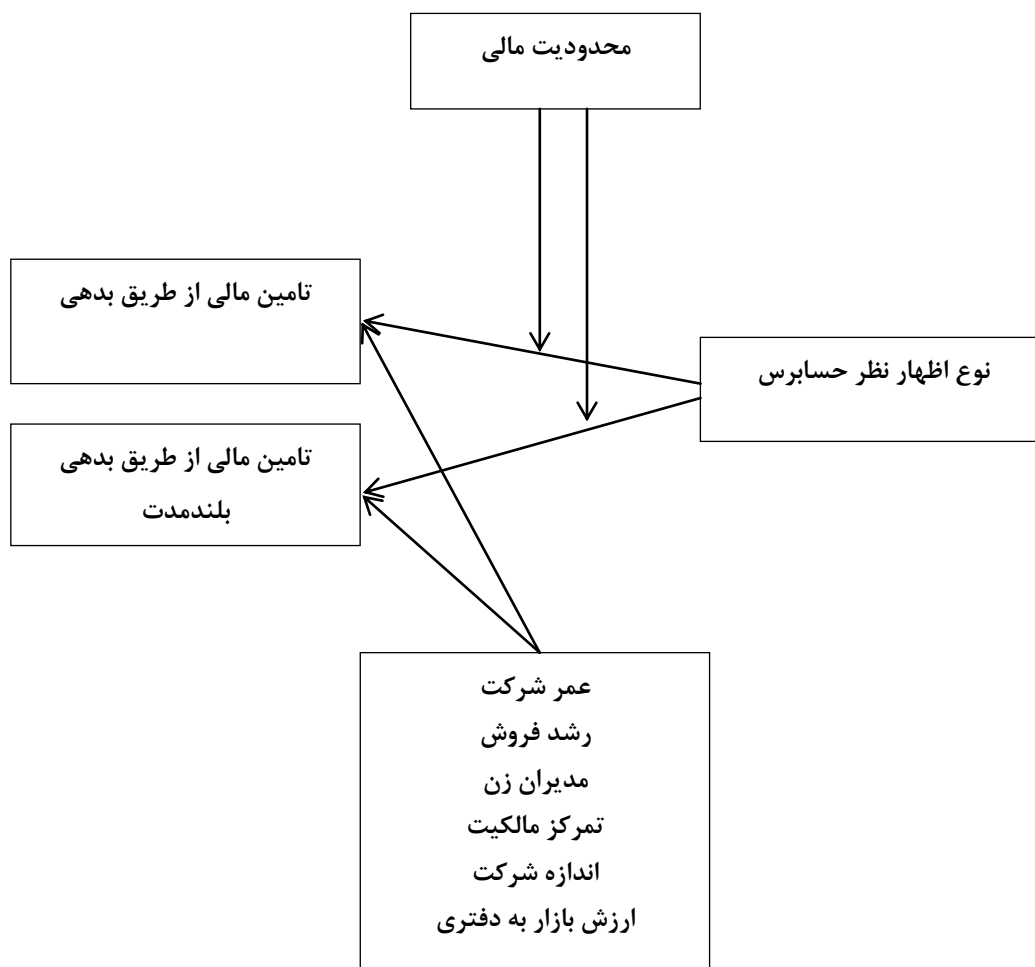 محدودیت مالی
تامین مالی از طریق بدهی
نوع اظهار نظر حسابرس
تامین مالی از طریق بدهی
بلندمدت
عمر شرکت
رشد فروش
مدیران زن
تمرکز مالکیت
اندازه شرکت
ارزش بازار به دفتری